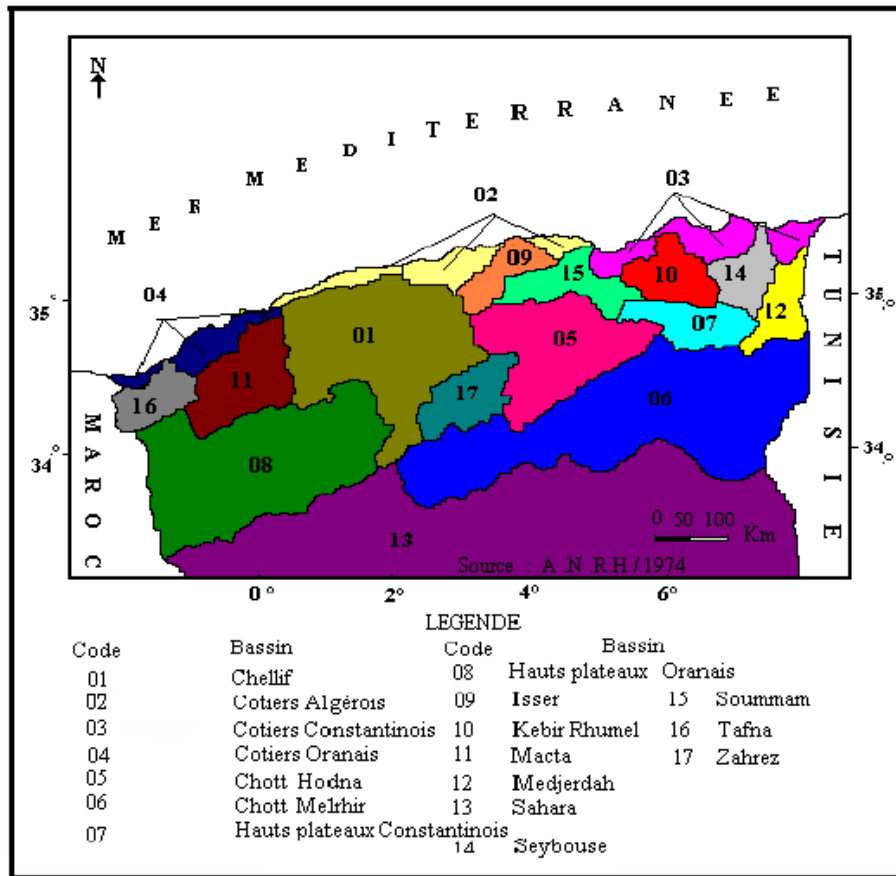 N
MER MEDITERRANEE
02
03
09
15
10
14
04
35°
35°
TUNISIE
01
05
07
12
11
17
06
16
MAROC
08
34°
34°
13
0 50 100
Km
Source : A .N .R.H / 1974
0° 2° 4° 6°
LEGENDE
Code Bassin Code Bassin
01 Chellif 08 Hauts plateaux Oranais
02 Cotiers Algérois 09 Isser 15 Soummam
03 Cotiers Constantinois 10 Kebir Rhumel 16 Tafna
04 Cotiers Oranais 11 Macta 17 Zahrez
05 Chott Hodna 12 Medjerdah
06 Chott Melrhir 13 Sahara
07 Hauts plateaux Constantinois 14 Seybouse